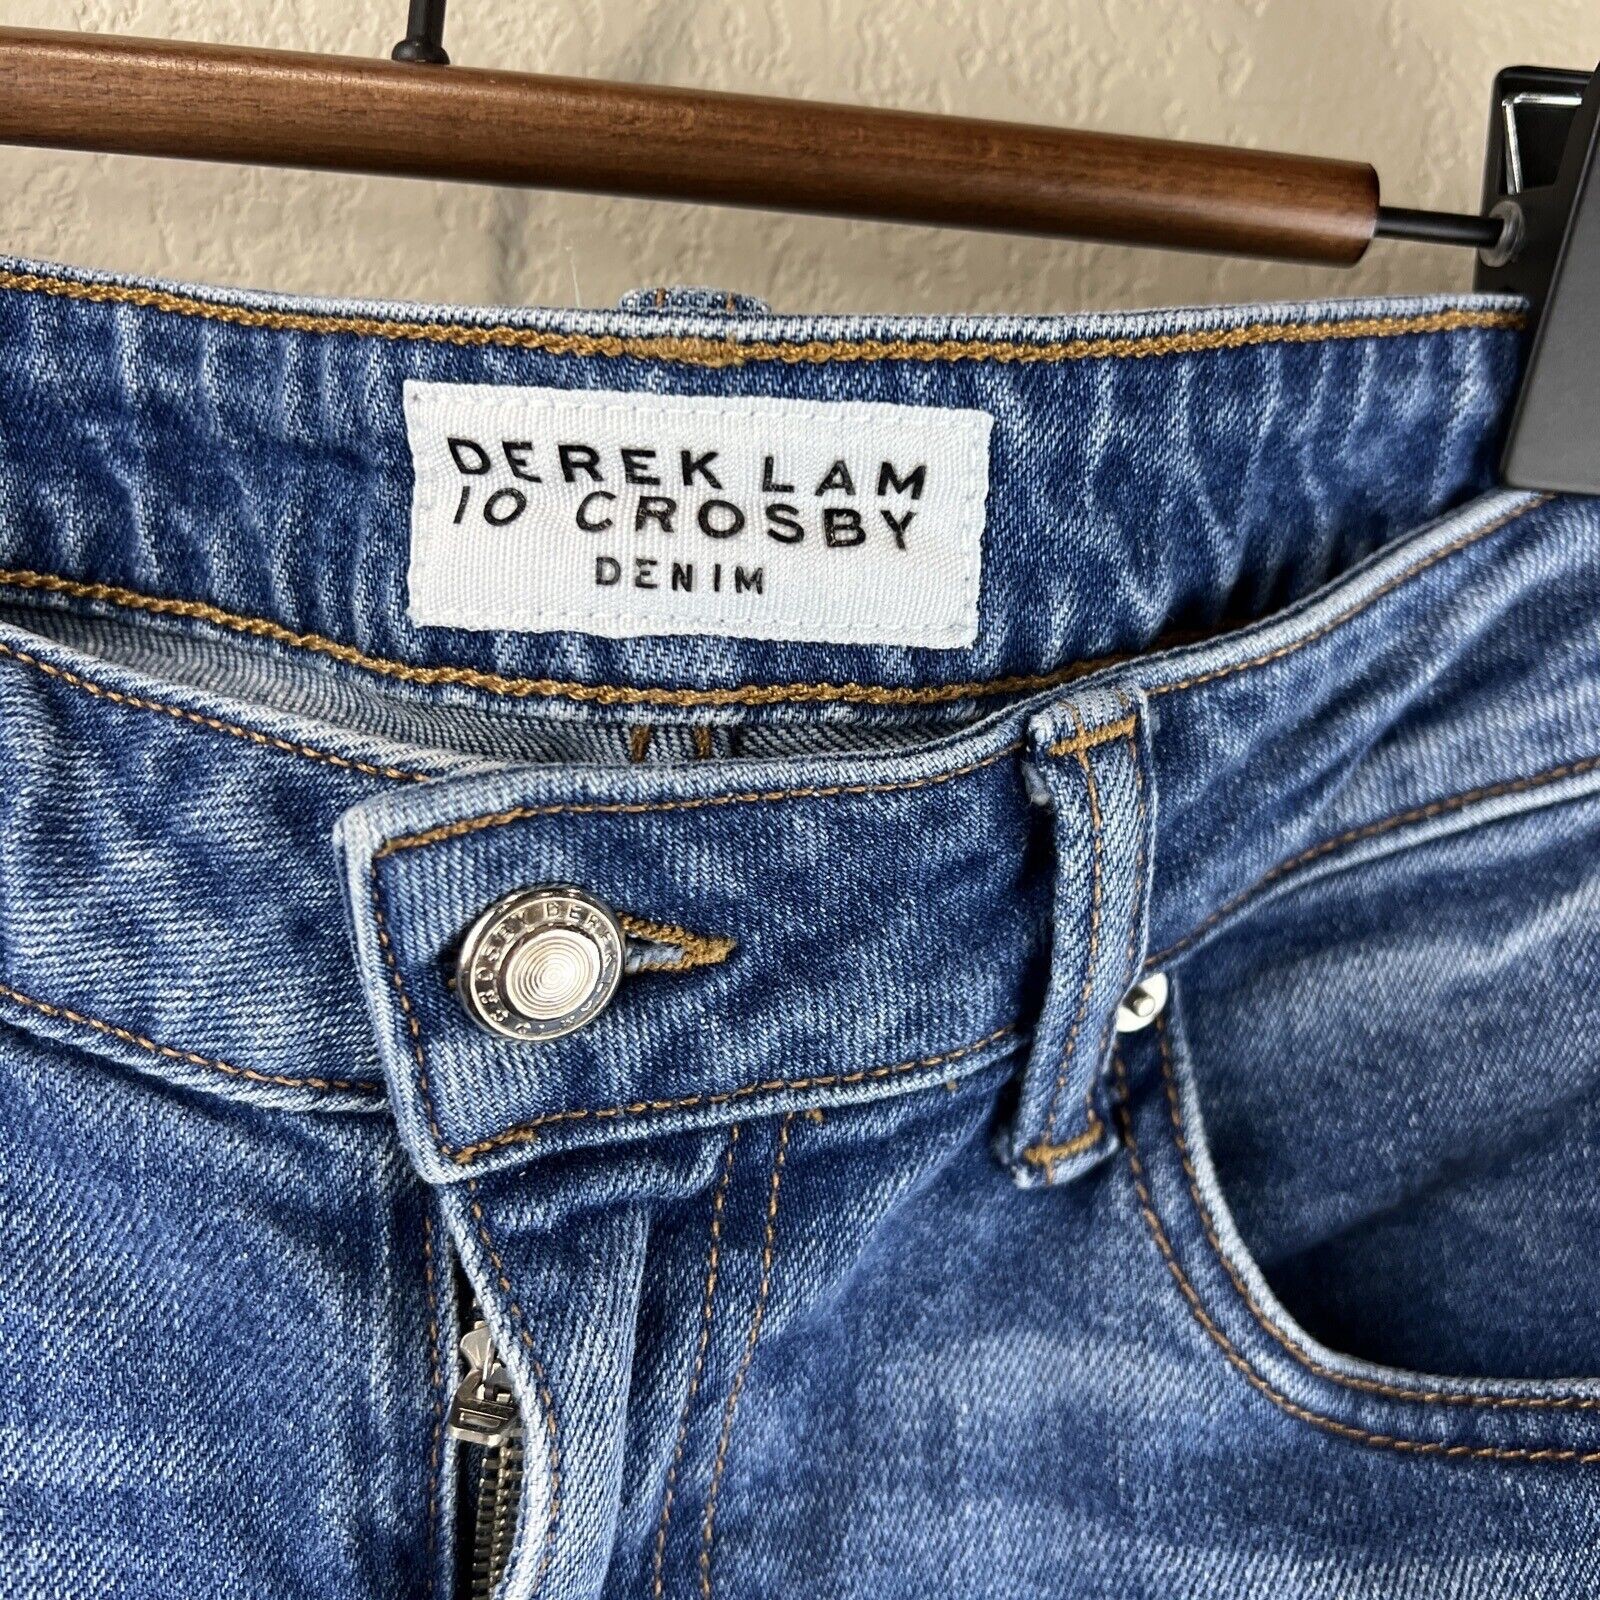 DEREK LAM
10 CROSBY
DENIM